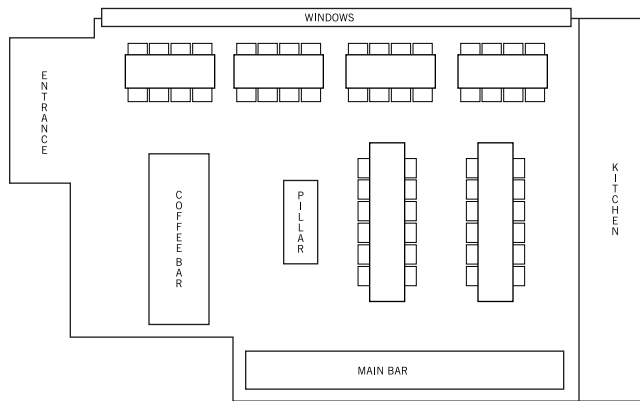 WINDOWS
ENTRANCE
COFFEE BAR
PILLAR
KITCHEN
MAIN BAR